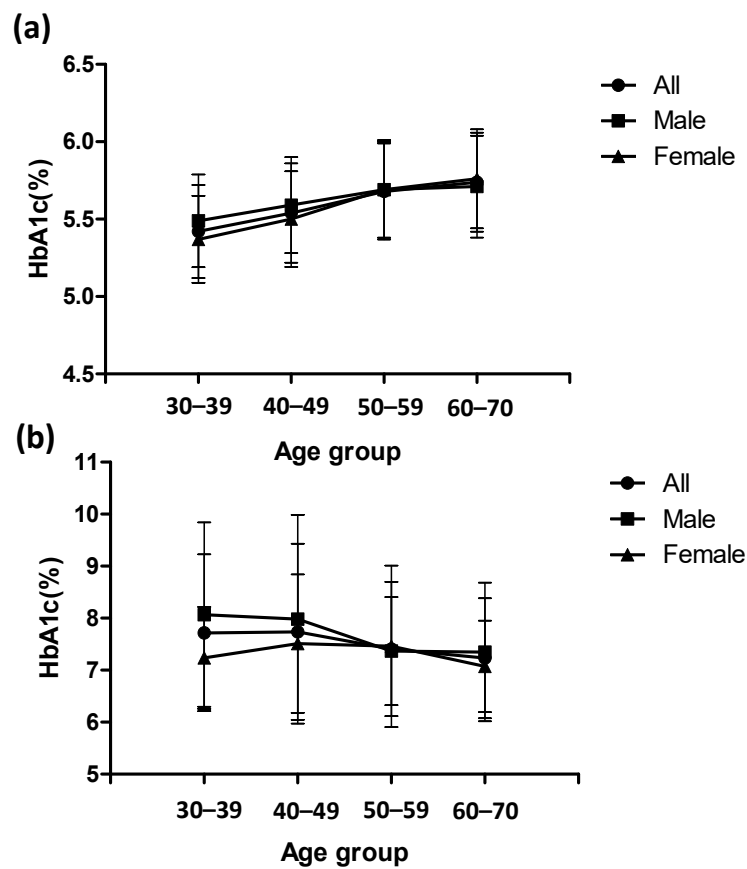 (a)
6.5
6.0
5.5
5.0
4.5
HbA1c(%)
30–39 40–49 50–59 60–70
Age group
All
Male
Female
(b)
11
10
9
8
7
6
5
HbA1c(%)
30–39 40–49 50–59 60–70
Age group
All
Male
Female